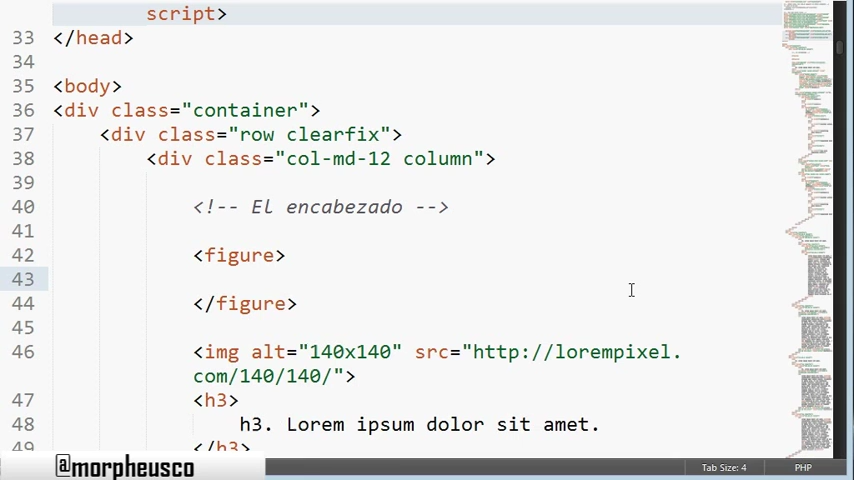 script>
33 </head>
34
35 <body>
36 <div class="container">
37 <div class="row clearfix">
38 <div class="col-md-12 column">
39
40 <!-- El encabezado -->
41
42 <figure>
43
44 </figure>
45
46 <img alt="140x140" src="http://lorempixel.
com/140/140/">
47 <h3>
48 h3. Lorem ipsum dolor sit amet.
49 </h3>
@morpheusco
Tab Size: 4 PHP